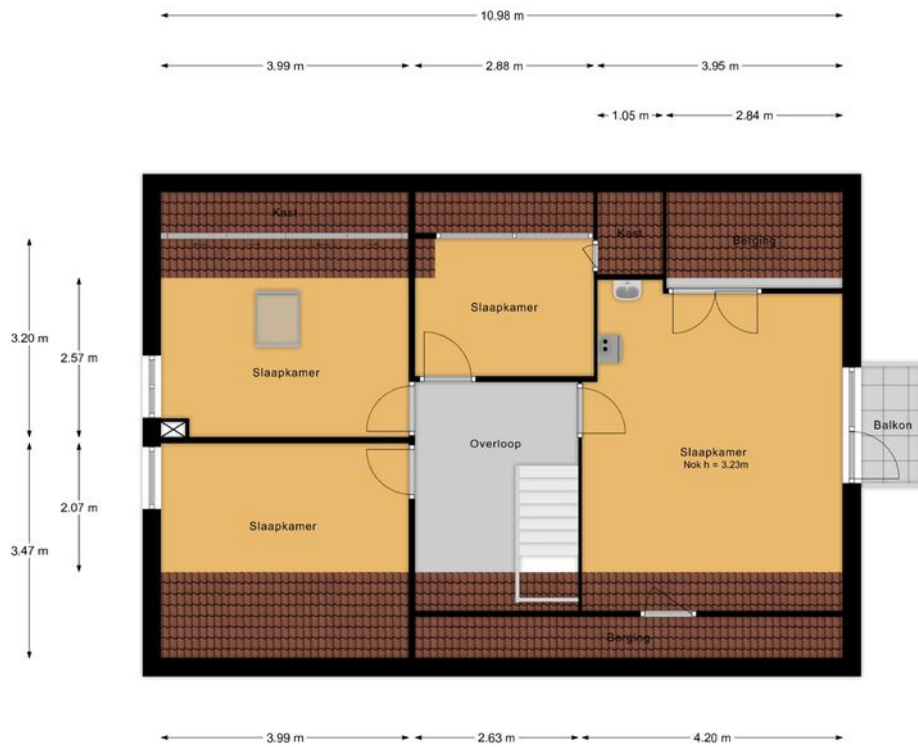 10.98 m
3.99 m
2.88 m
3.95 m
1.05 m
2.84 m
Kast
Kast
Berging
3.20 m
2.57 m
Slaapkamer
Slaapkamer
Balkon
Overloop
Slaapkamer
Nok h = 3.23m
2.07 m
3.47 m
Slaapkamer
Berging
3.99 m
2.63 m
4.20 m